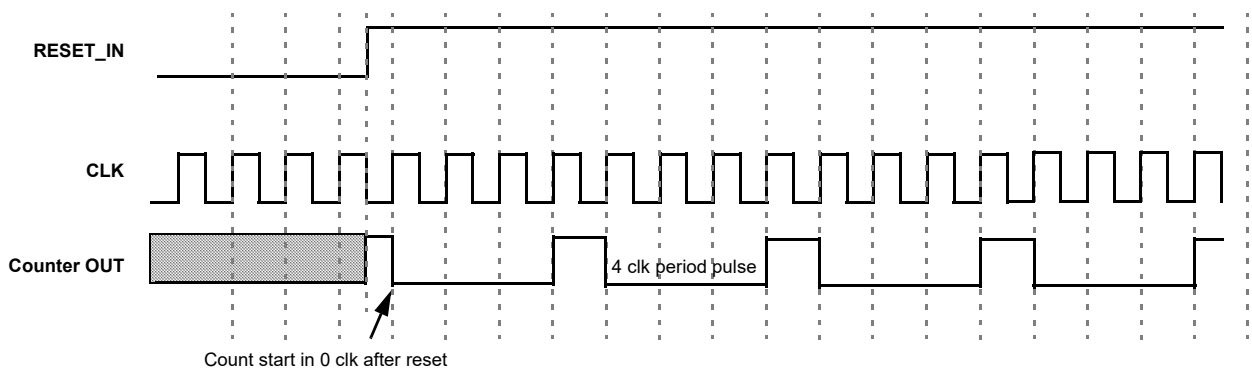 RESET_IN
CLK
Counter OUT
4 clk period pulse
Count start in 0 clk after reset